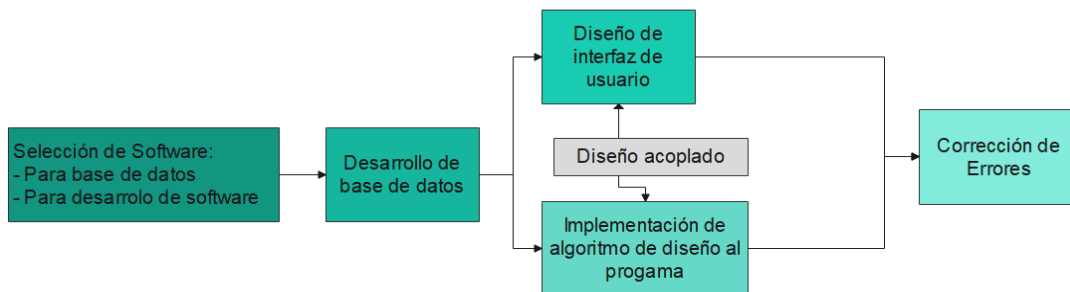 Selección de Software:
- Para base de datos
- Para desarrolo de software
Desarrollo de
base de datos
Diseño de
interfaz de
usuario
Diseño acoplado
Implementación de
algoritmo de diseño al
progama
Corrección de
Errores